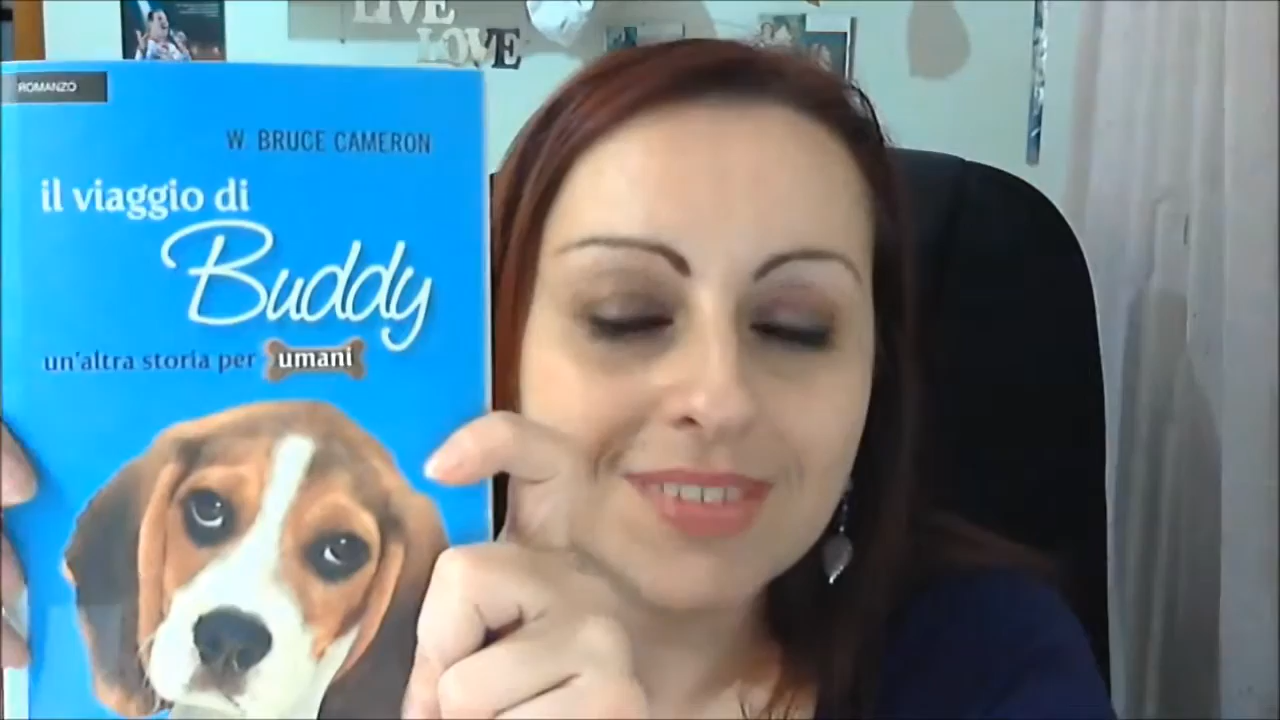 LIVE
LOVE
ROMANZO
W. BRUCE CAMERON
il viaggio di
Buddy
un'altra storia per umani